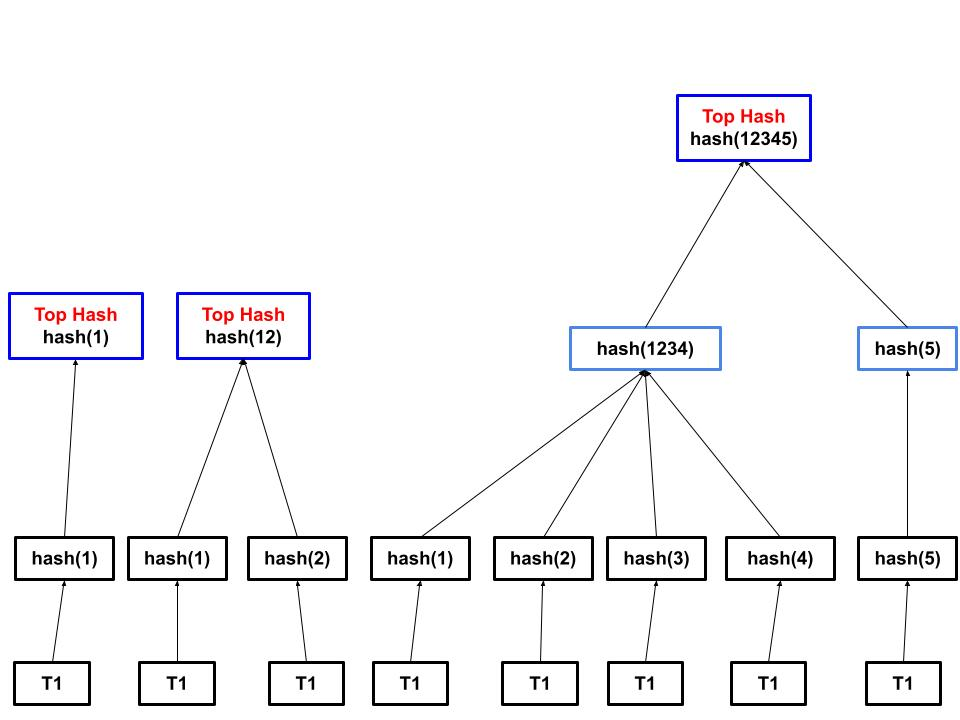 Top Hash
hash(12345)
Top Hash
hash(1)
Top Hash
hash(12)
hash(1234)
hash(5)
hash(1)
hash(1)
hash(2)
hash(1)
hash(2)
hash(3)
hash(4)
hash(5)
T1
T1
T1
T1
T1
T1
T1
T1